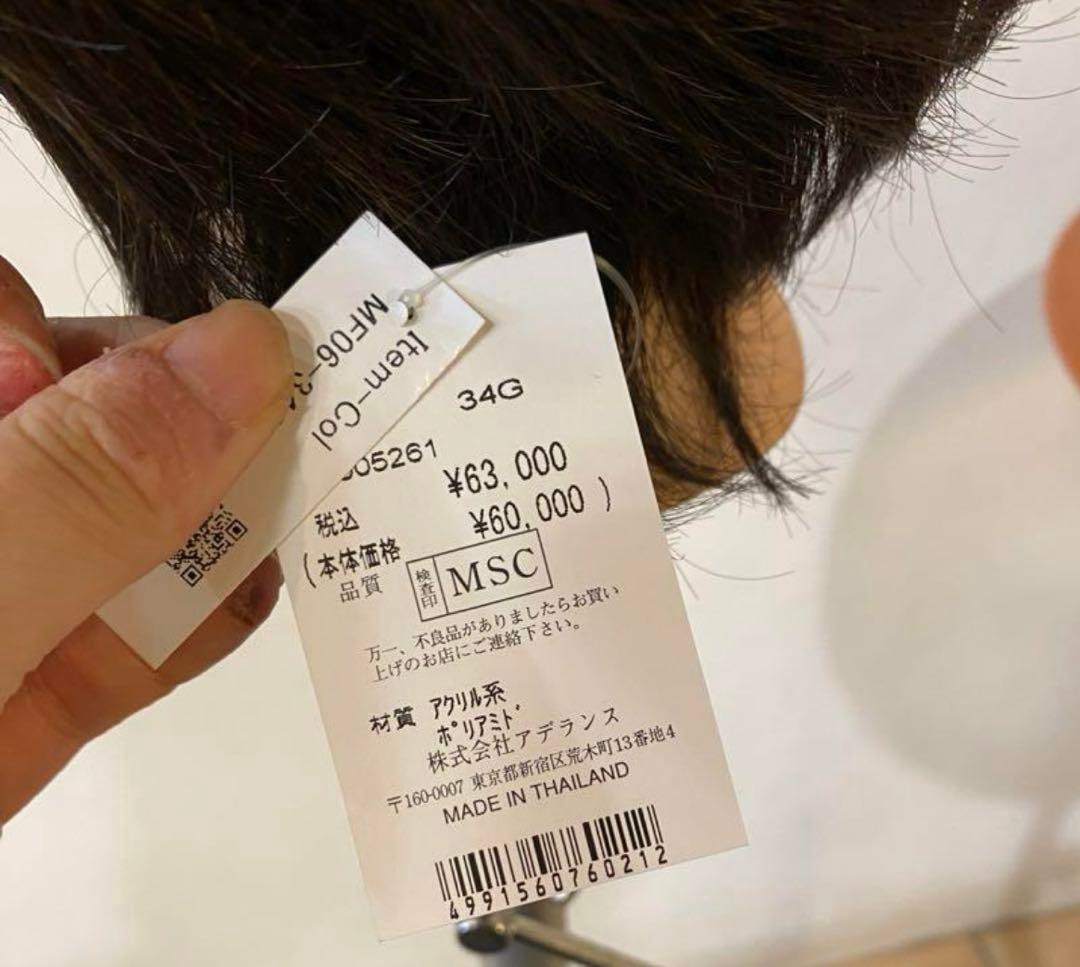 Item-Col
MF06-34
34G
005261
税込 ¥63,000
(本体価格 ¥60,000 )
品質 検査印 MSC
万一、不良品がありましたらお買い
上げのお店にご連絡下さい。
材質 アクリル系
ポリアミド
株式会社アデランス
〒160-0007 東京都新宿区荒木町13番地4
MADE IN THAILAND
4991560760212